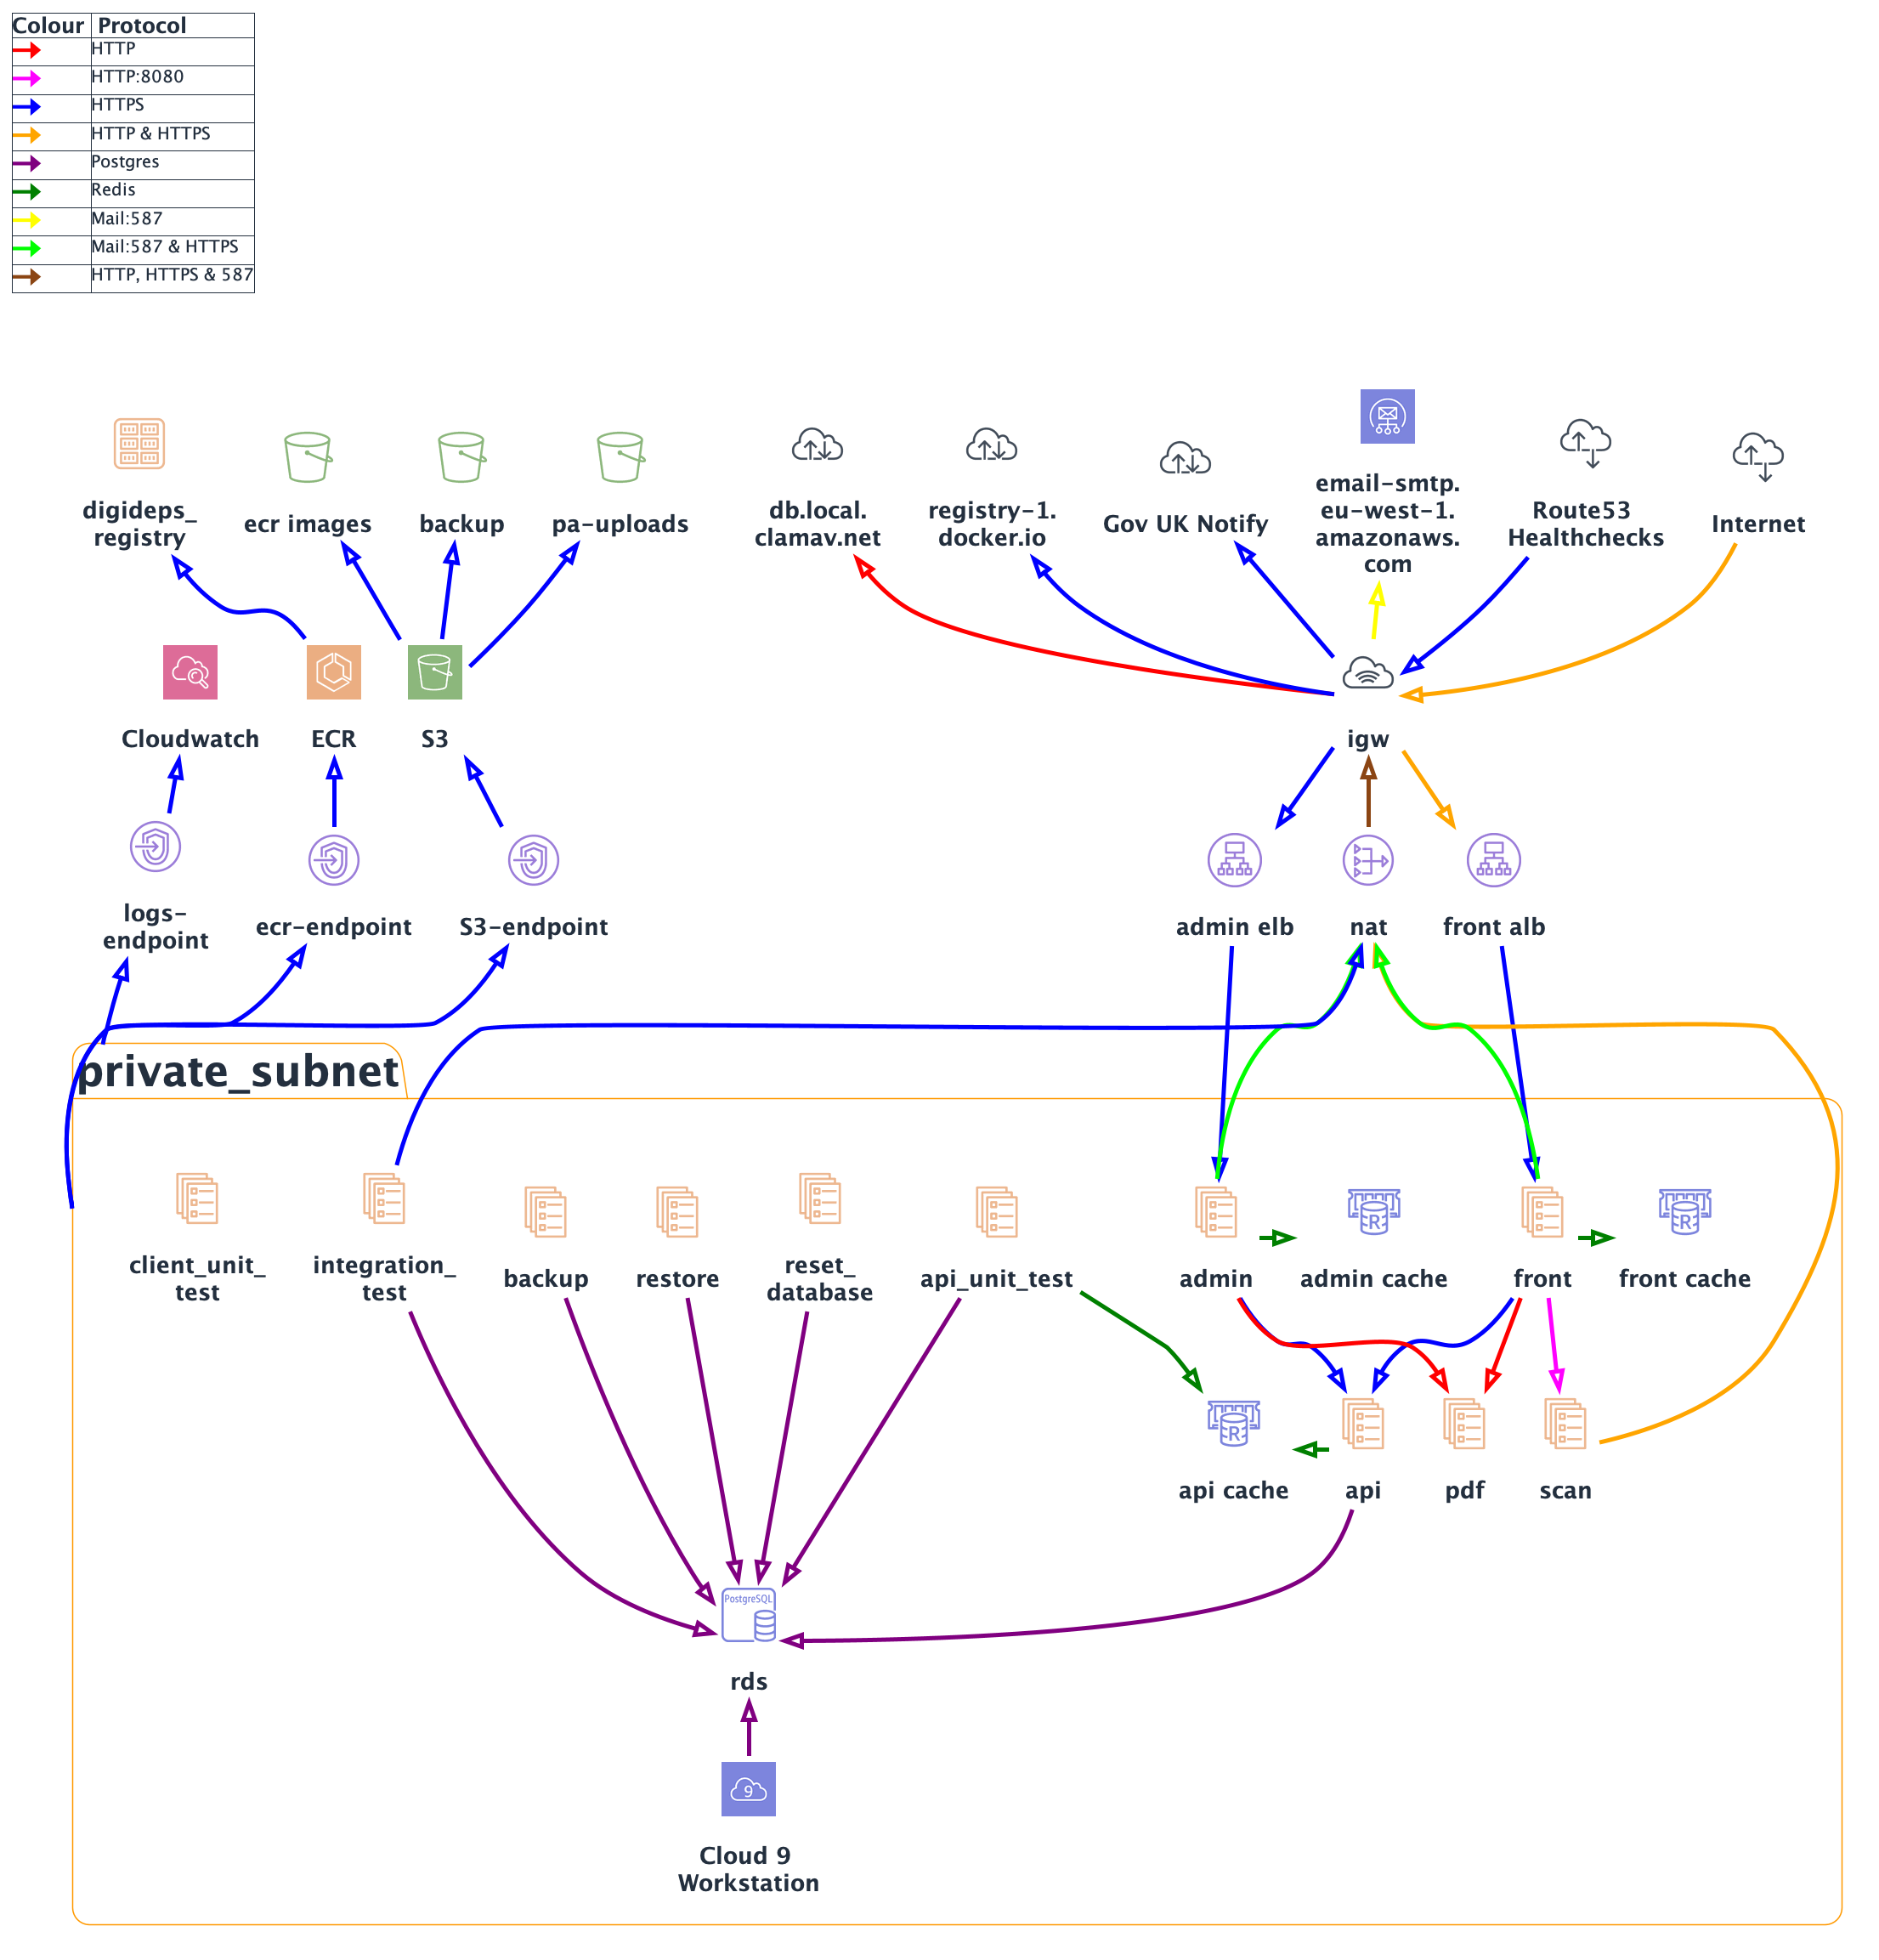 Colour Protocol
HTTP
HTTP:8080
HTTPS
HTTP & HTTPS
Postgres
Redis
Mail:587
Mail:587 & HTTPS
HTTP, HTTPS & 587
digideps_
registry
ecr images
backup
pa-uploads
db.local.
clamav.net
registry-1.
docker.io
Gov UK Notify
email-smtp.
eu-west-1.
amazonaws.
com
Route53
Healthchecks
Internet
Cloudwatch
ECR
S3
igw
logs-
endpoint
ecr-endpoint
S3-endpoint
admin elb
nat
front alb
private_subnet
client_unit_
test
integration_
test
backup
restore
reset_
database
api_unit_test
admin
R
admin cache
front
R
front cache
R
api cache
api
pdf
scan
PostgreSQL
rds
9
Cloud 9
Workstation